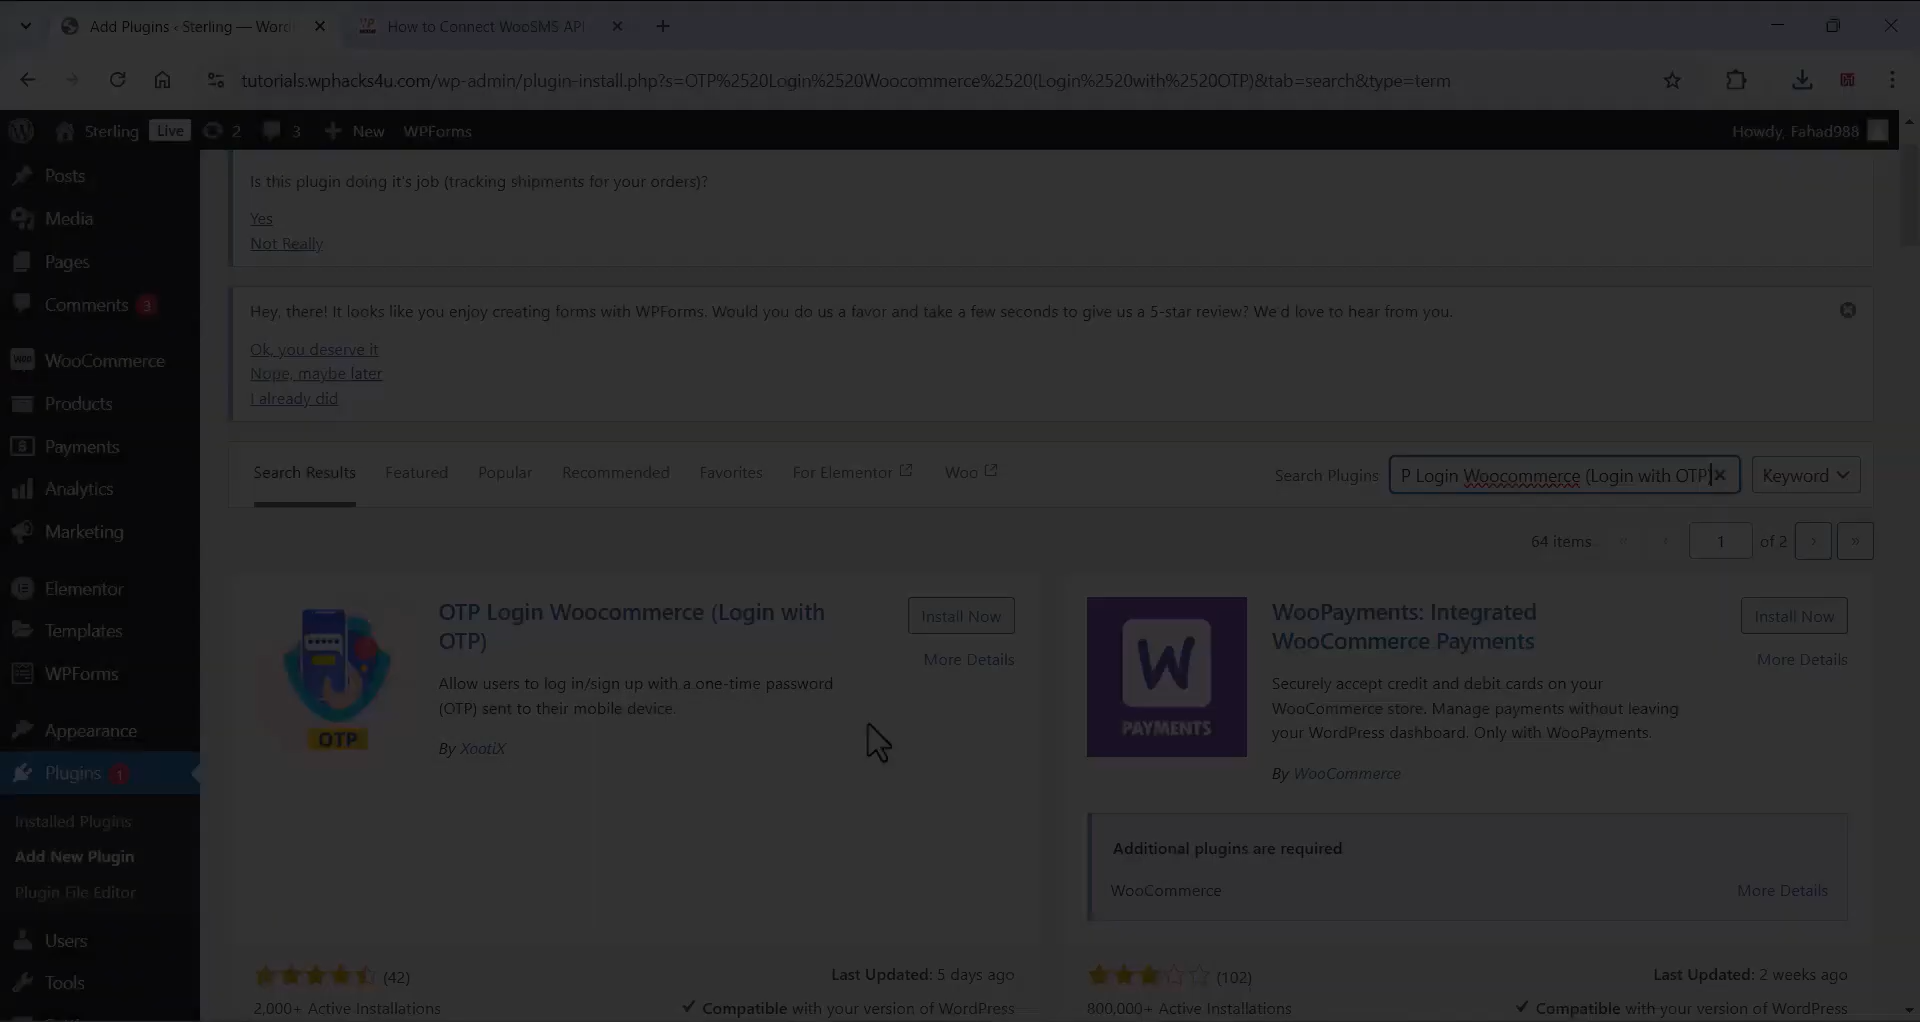 Add Plugins ‹ Sterling — Word
How to Connect WooSMS API
tutorials.wphacks4u.com/wp-admin/plugin-install.php?s=OTP%2520Login%2520Woocommerce%2520(Login%2520with%2520OTP)&tab=search&type=term
Sterling Live 2 3 New WPForms
Howdy, Fahad988
Posts
Media
Pages
Comments 3
WooCommerce
Products
Payments
Analytics
Marketing
Elementor
Templates
WPForms
Appearance
Plugins 1
Installed Plugins
Add New Plugin
Plugin File Editor
Users
Tools
Is this plugin doing it's job (tracking shipments for your orders)?
Yes
Not Really
Hey, there! It looks like you enjoy creating forms with WPForms. Would you do us a favor and take a few seconds to give us a 5-star review? We'd love to hear from you.
Ok, you deserve it
Nope, maybe later
I already did
Search Results Featured Popular Recommended Favorites For Elementor Woo
Search Plugins P Login Woocommerce (Login with OTP) Keyword
64 items « ‹ 1 of 2 › »
OTP
OTP Login Woocommerce (Login with
OTP)
Install Now
More Details
Allow users to log in/sign up with a one-time password
(OTP) sent to their mobile device.
By XootiX
(42)
Last Updated: 5 days ago
2,000+ Active Installations
Compatible with your version of WordPress
W
PAYMENTS
WooPayments: Integrated
WooCommerce Payments
Install Now
More Details
Securely accept credit and debit cards on your
WooCommerce store. Manage payments without leaving
your WordPress dashboard. Only with WooPayments.
By WooCommerce
Additional plugins are required
WooCommerce More Details
(102)
Last Updated: 2 weeks ago
800,000+ Active Installations
Compatible with your version of WordPress